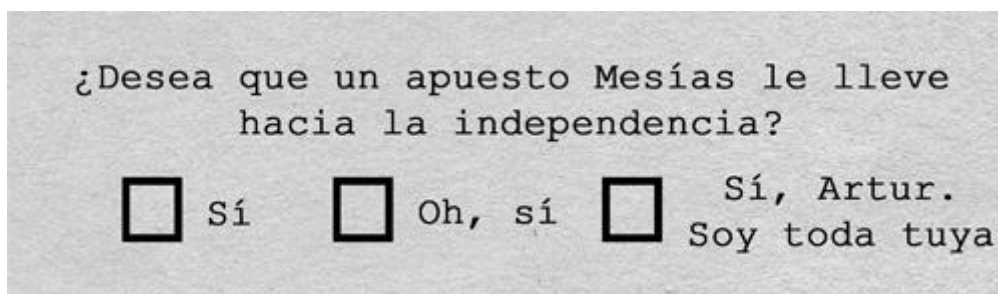 ¿Desea que un apuesto Mesías le lleve
hacia la independencia?
Sí
Oh, sí
Sí, Artur.
Soy toda tuya